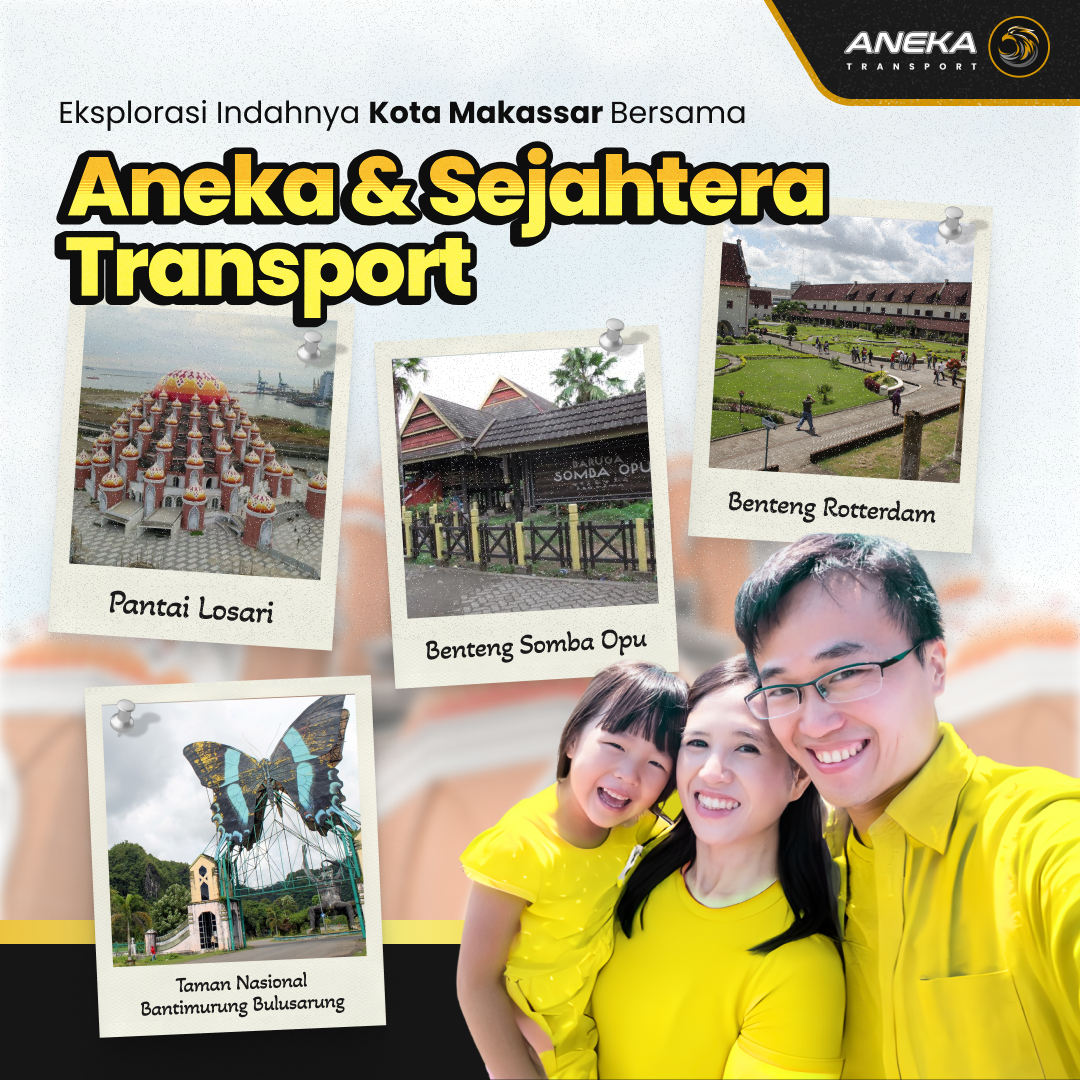 ANEKA
TRANSPORT
Eksplorasi Indahnya Kota Makassar Bersama
Aneka & Sejahtera
Transport
Benteng Rotterdam
BARUGA
SOMBA OPU
Pantai Losari
Benteng Somba Opu
Taman Nasional
Bantimurung Bulusarung